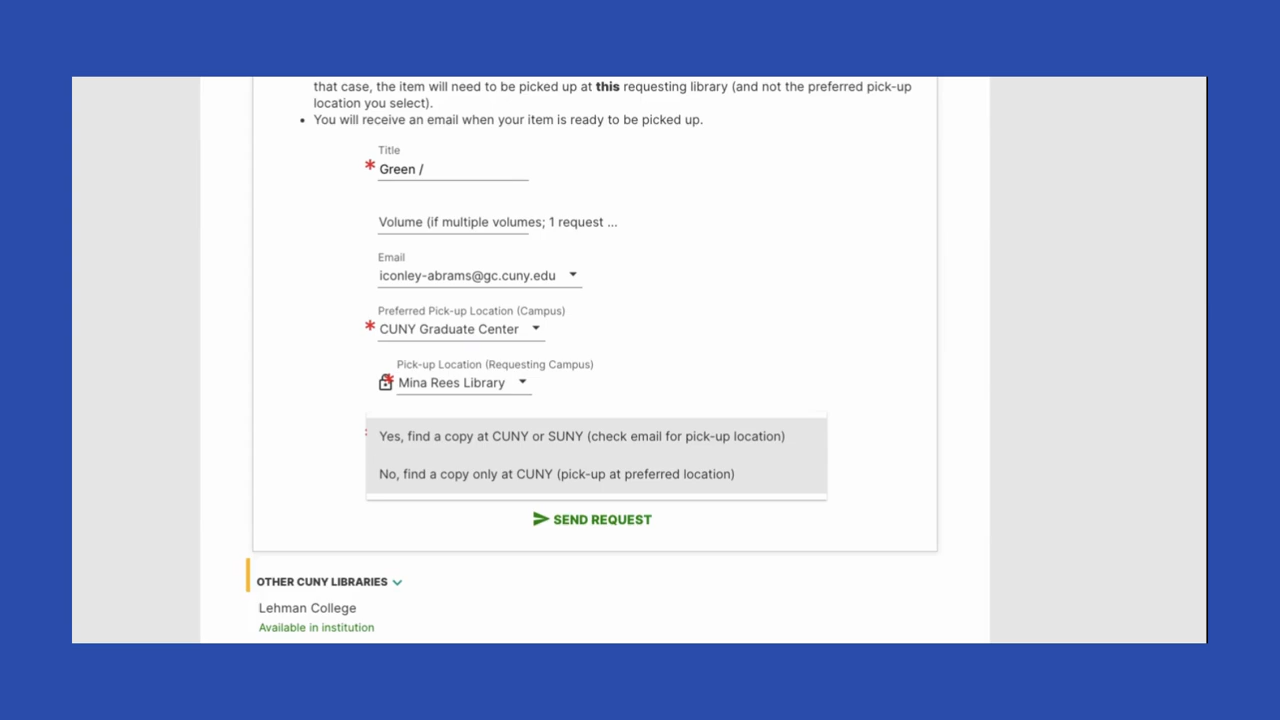 that case, the item will need to be picked up at this requesting library (and not the preferred pick-up
location you select).
• You will receive an email when your item is ready to be picked up.
Title
* Green /
Volume (if multiple volumes; 1 request ...
Email
iconley-abrams@gc.cuny.edu
Preferred Pick-up Location (Campus)
* CUNY Graduate Center
Pick-up Location (Requesting Campus)
* Mina Rees Library
Yes, find a copy at CUNY or SUNY (check email for pick-up location)
No, find a copy only at CUNY (pick-up at preferred location)
SEND REQUEST
OTHER CUNY LIBRARIES
Lehman College
Available in institution